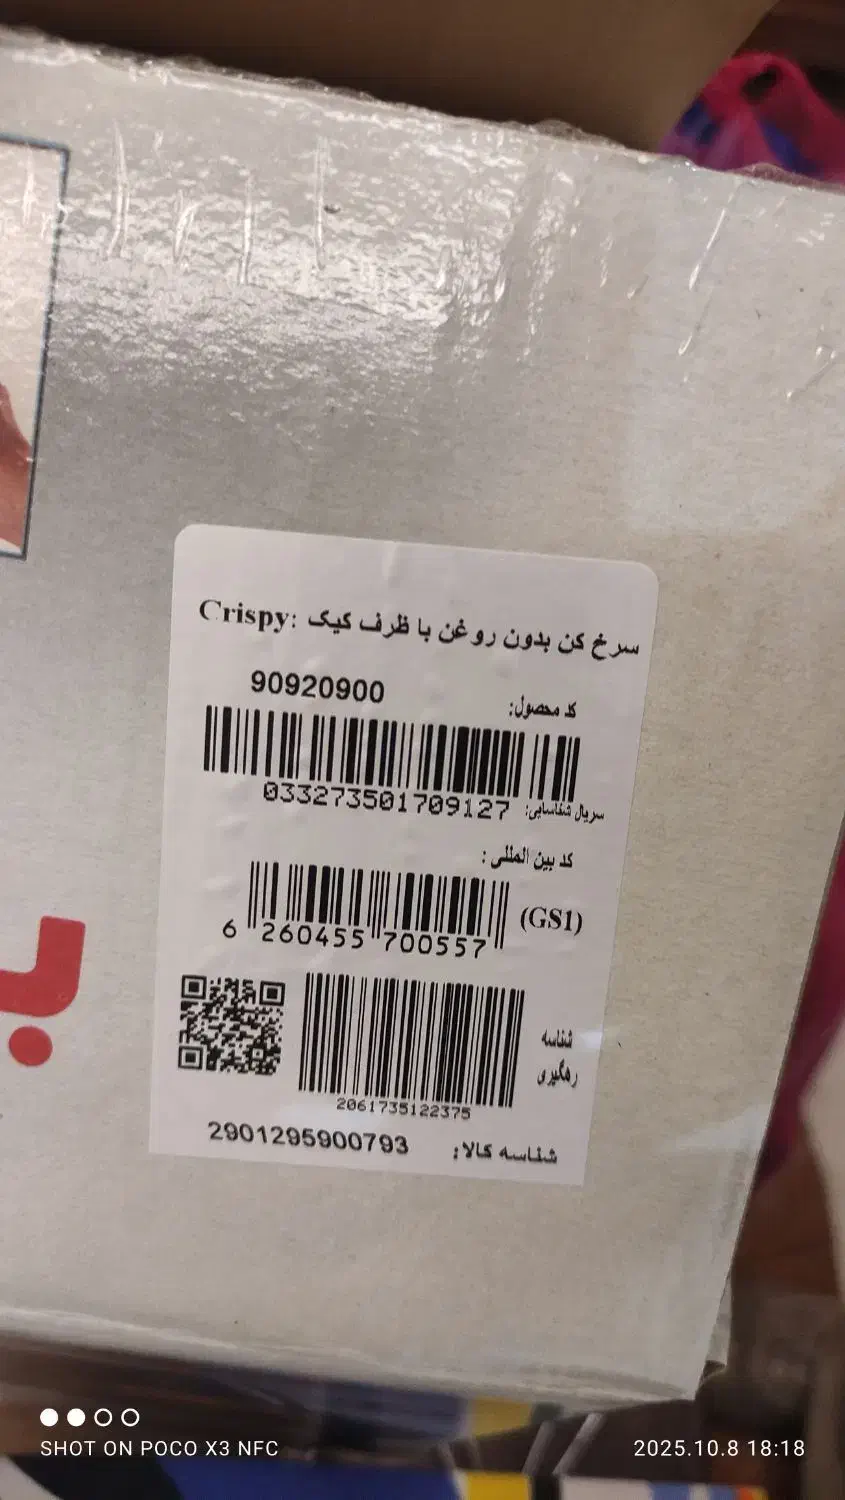 سرخ کن بدون روغن با ظرف کیک :Crispy
کد محصول: 90920900
سریال شناسایی: 033273501709127
کد بین المللی :
(GS1)
6 260455 700557
شناسه
رهگیری
2061735122375
شناسه کالا: 2901295900793
SHOT ON POCO X3 NFC
2025.10.8 18:18